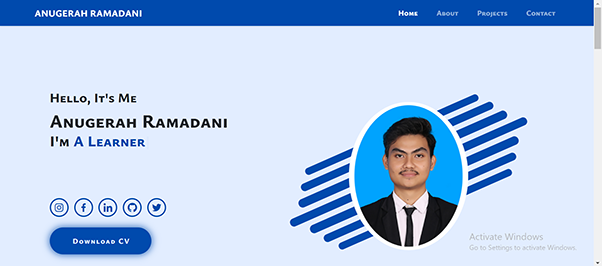 ANUGERAH RAMADANI
Home About Projects Contact
Hello, It's Me
Anugerah Ramadani
I'm A Learner
Download CV
Activate Windows
Go to Settings to activate Windows.